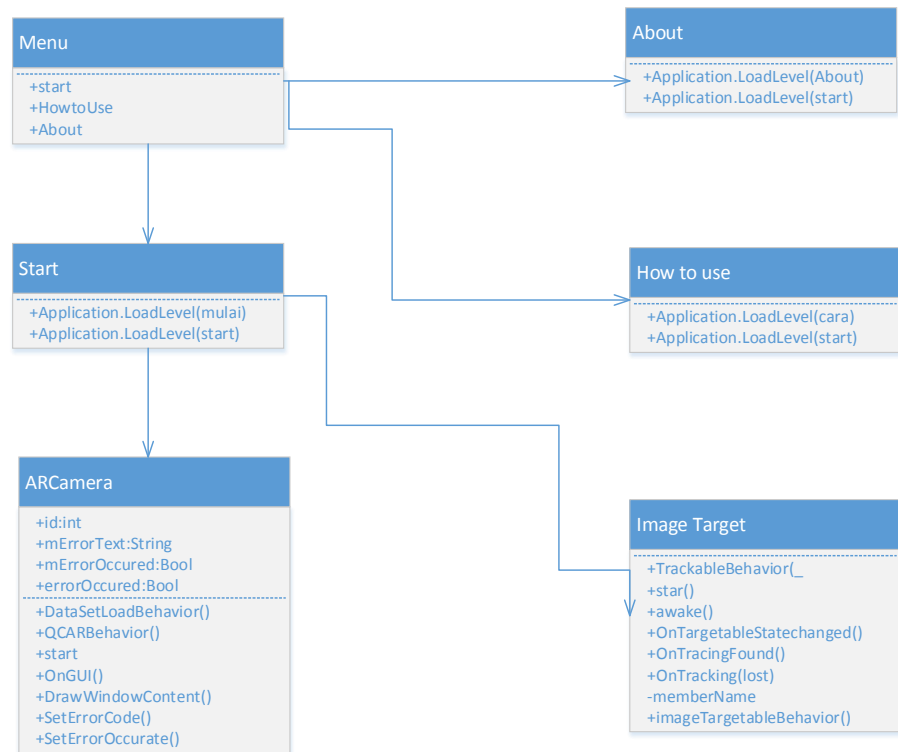 Menu
+start
+HowtoUse
+About
About
+Application.LoadLevel(About)
+Application.LoadLevel(start)
Start
+Application.LoadLevel(mulai)
+Application.LoadLevel(start)
How to use
+Application.LoadLevel(cara)
+Application.LoadLevel(start)
ARCamera
+id:int
+mErrorText:String
+mErrorOccured:Bool
+errorOccured:Bool
+DataSetLoadBehavior()
+QCARBehavior()
+start
+OnGUI()
+DrawWindowContent()
+SetErrorCode()
+SetErrorOccurate()
Image Target
+TrackableBehavior(_
+star()
+awake()
+OnTargetableStatechanged()
+OnTracingFound()
+OnTracking(lost)
-memberName
+imageTargetableBehavior()